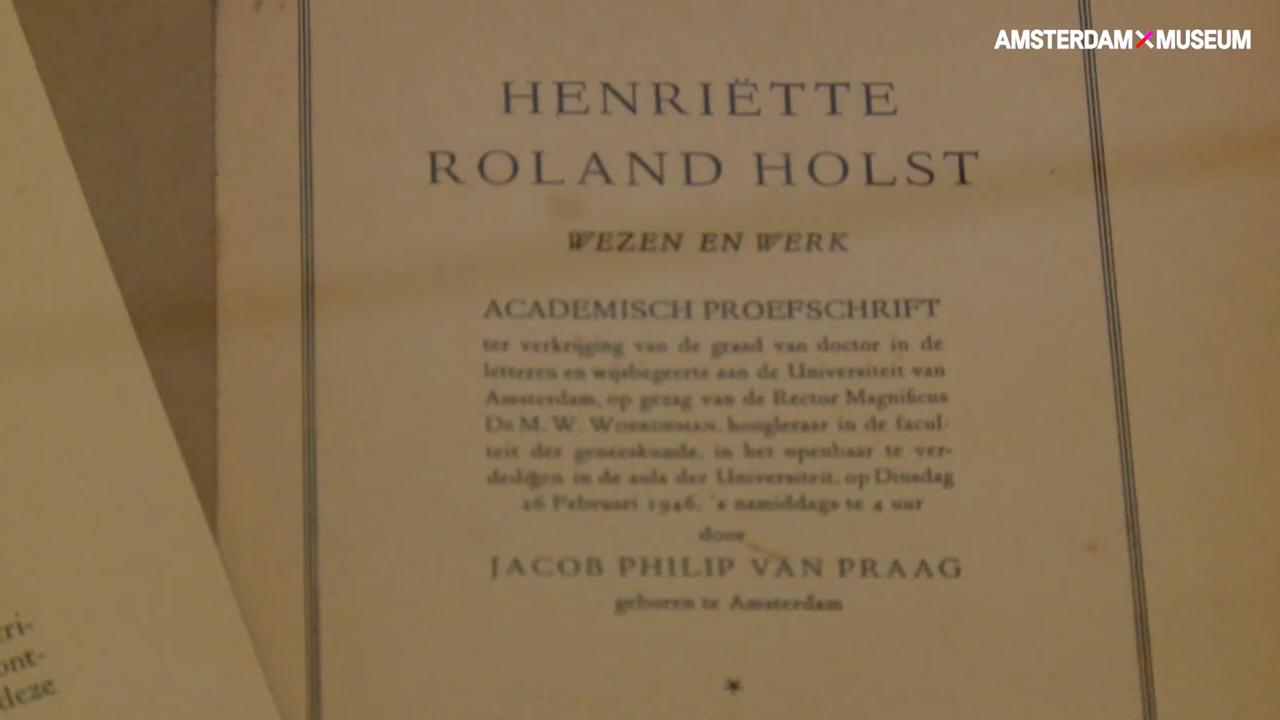 AMSTERDAM MUSEUM
HENRIËTTE
ROLAND HOLST
WEZEN EN WERK
ACADEMISCH PROEFSCHRIFT
ter verkrijging van de graad van doctor in de
letteren en wijsbegeerte aan de Universiteit van
Amsterdam, op gezag van de Rector Magnificus
Dr M. W. Woerdeman, hoogleraar in de facul-
teit der geneeskunde, in het openbaar te ver-
dedigen in de aula der Universiteit, op Dinsdag
26 Februari 1946, 's namiddags te 4 uur
door
JACOB PHILIP VAN PRAAG
geboren te Amsterdam
ont-
deze